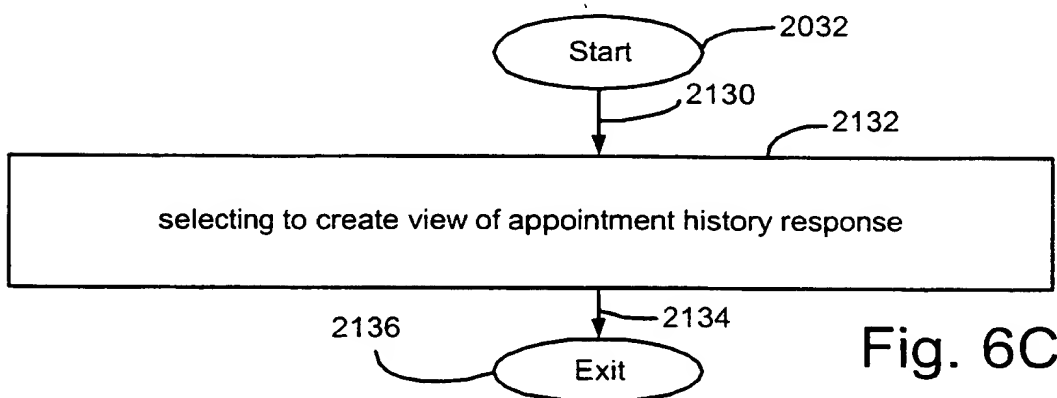 Start
2032
2130
2132
selecting to create view of appointment history response
2134
2136
Exit
Fig. 6C